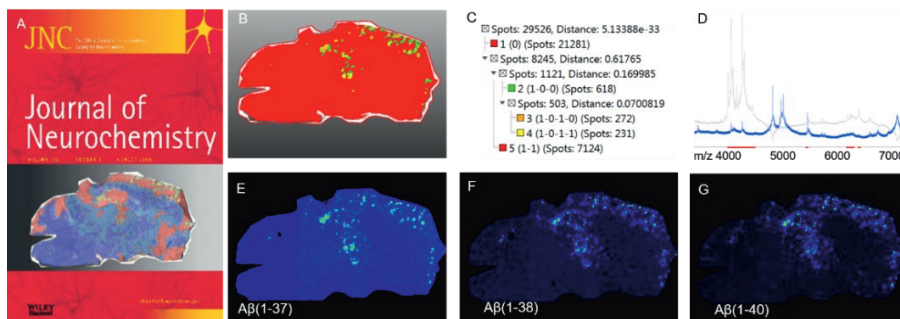 A
JNC
Journal of
Neurochemistry
WILEY
Blackwell
B
C
Spots: 29526, Distance: 5.13388e-33
1 (0) (Spots: 21281)
Spots: 8245, Distance: 0.61765
Spots: 1121, Distance: 0.169985
2 (1-0-0) (Spots: 618)
Spots: 503, Distance: 0.0700819
3 (1-0-1-0) (Spots: 272)
4 (1-0-1-1) (Spots: 231)
5 (1-1) (Spots: 7124)
D
m/z 4000 5000 6000 7000
E
Aβ(1-37)
F
Aβ(1-38)
G
Aβ(1-40)